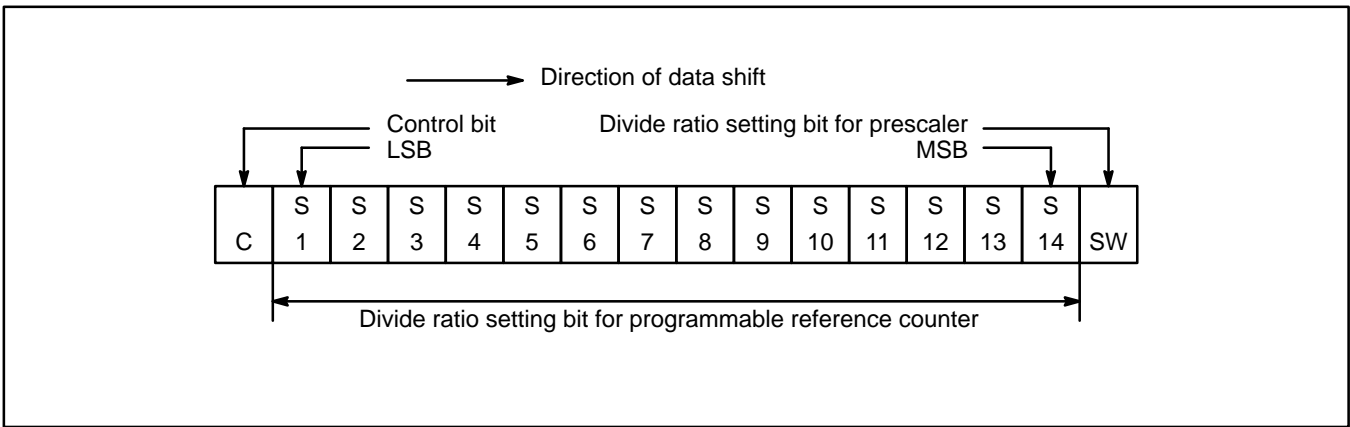 Direction of data shift
Control bit Divide ratio setting bit for prescaler
LSB MSB
S S S S S S S S S S S S S S
C 1 2 3 4 5 6 7 8 9 10 11 12 13 14 SW
Divide ratio setting bit for programmable reference counter